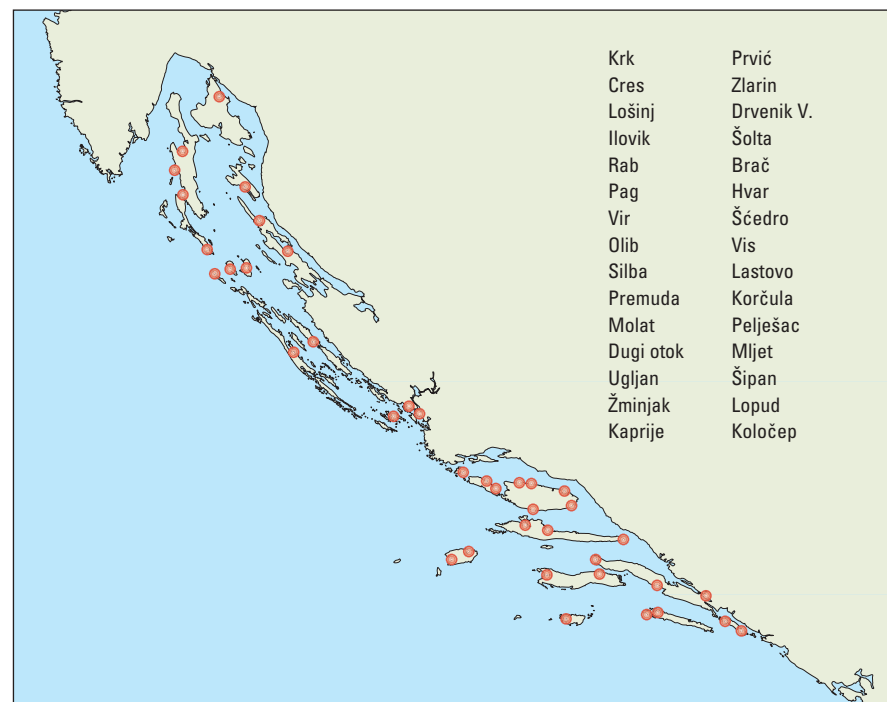 Krk
Cres
Lošinj
Ilovik
Rab
Pag
Vir
Olib
Silba
Premuda
Molat
Dugi otok
Ugljan
Žminjak
Kaprije
Prvić
Zlarin
Drvenik V.
Šolta
Brač
Hvar
Šćedro
Vis
Lastovo
Korčula
Pelješac
Mljet
Šipan
Lopud
Koločep